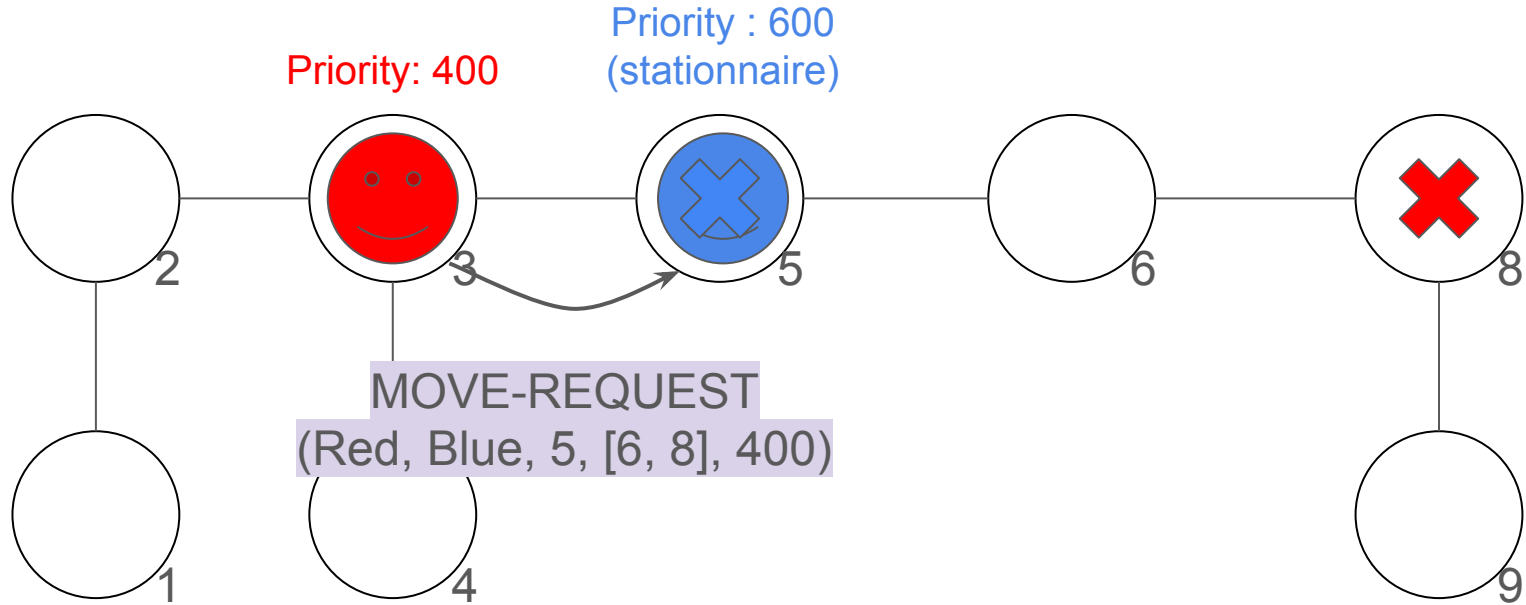 Priority : 600
(stationnaire)
Priority: 400
2
3
5
6
8
MOVE-REQUEST
(Red, Blue, 5, [6, 8], 400)
1
4
9